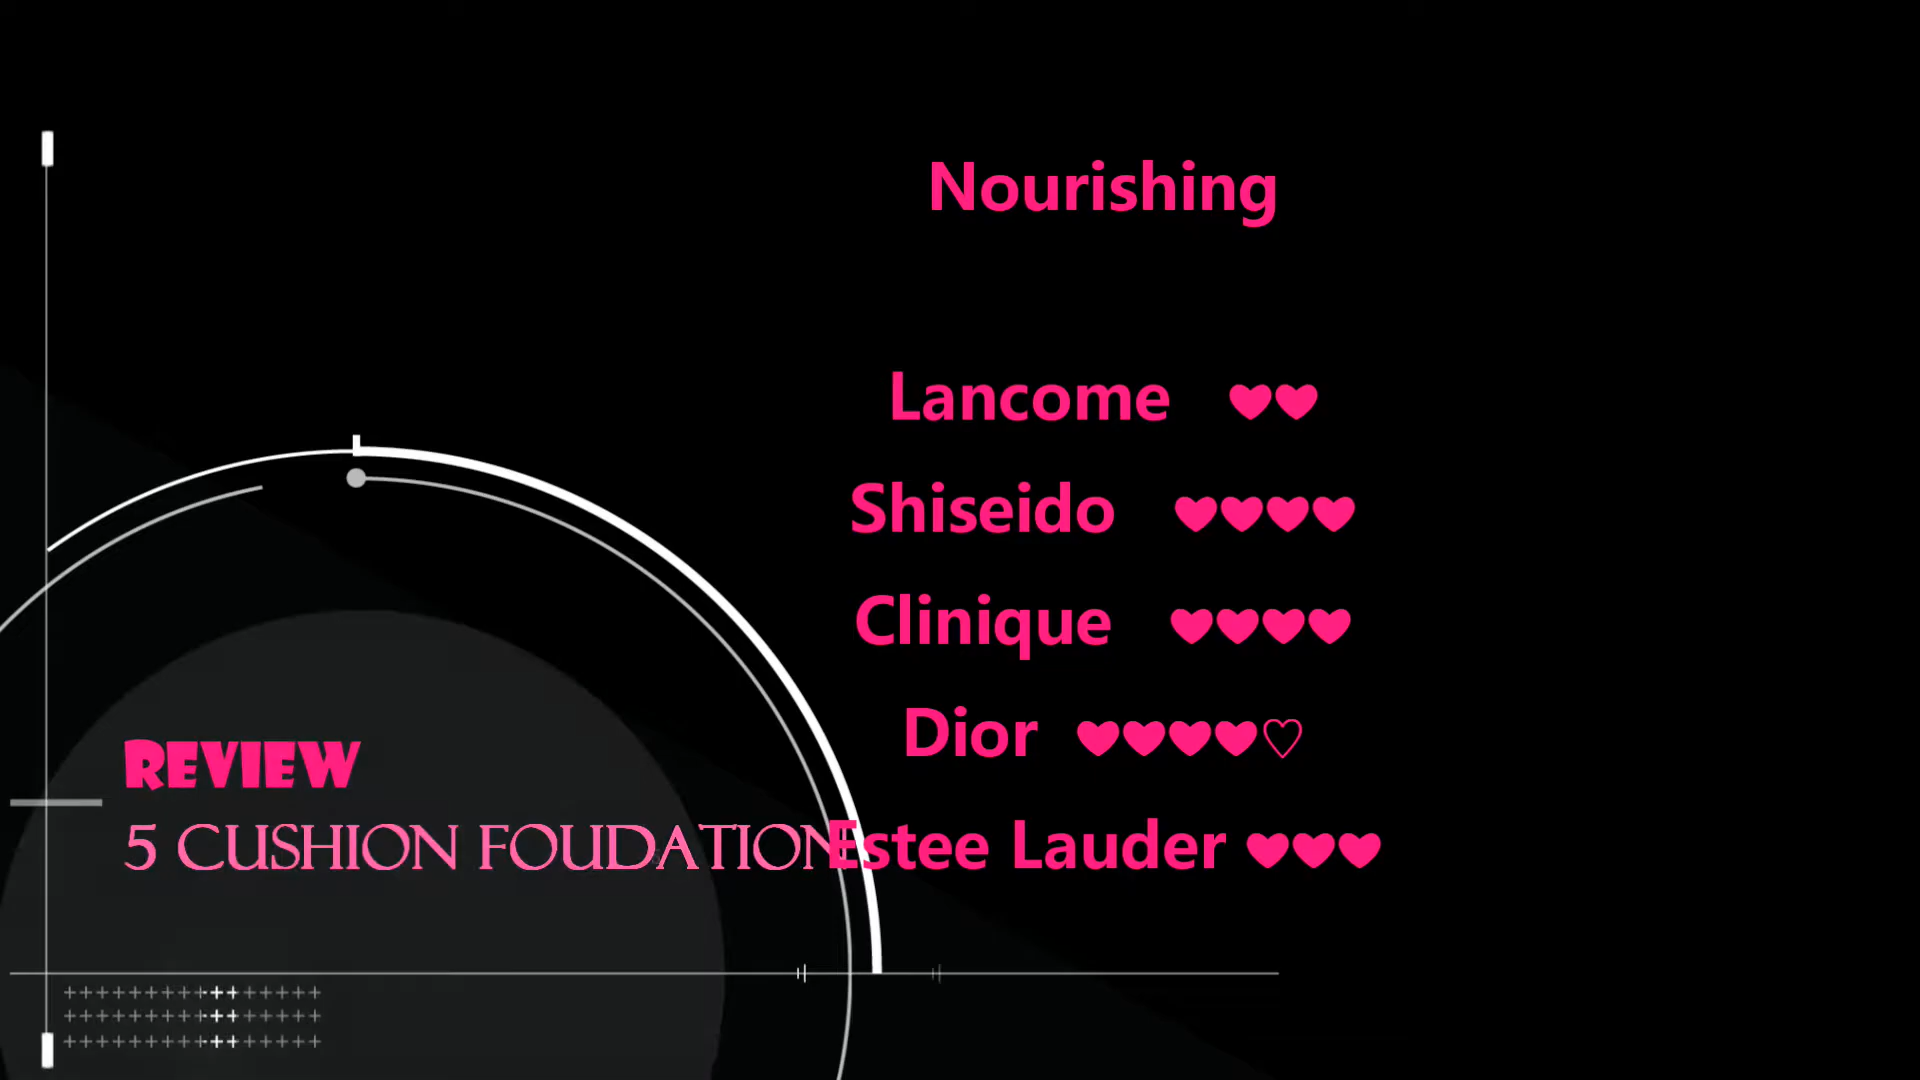 Nourishing
Lancome ♥♥
Shiseido ♥♥♥♥
Clinique ♥♥♥♥
Dior ♥♥♥♥♡
Estee Lauder ♥♥♥
REVIEW
5 CUSHION FOUDATION